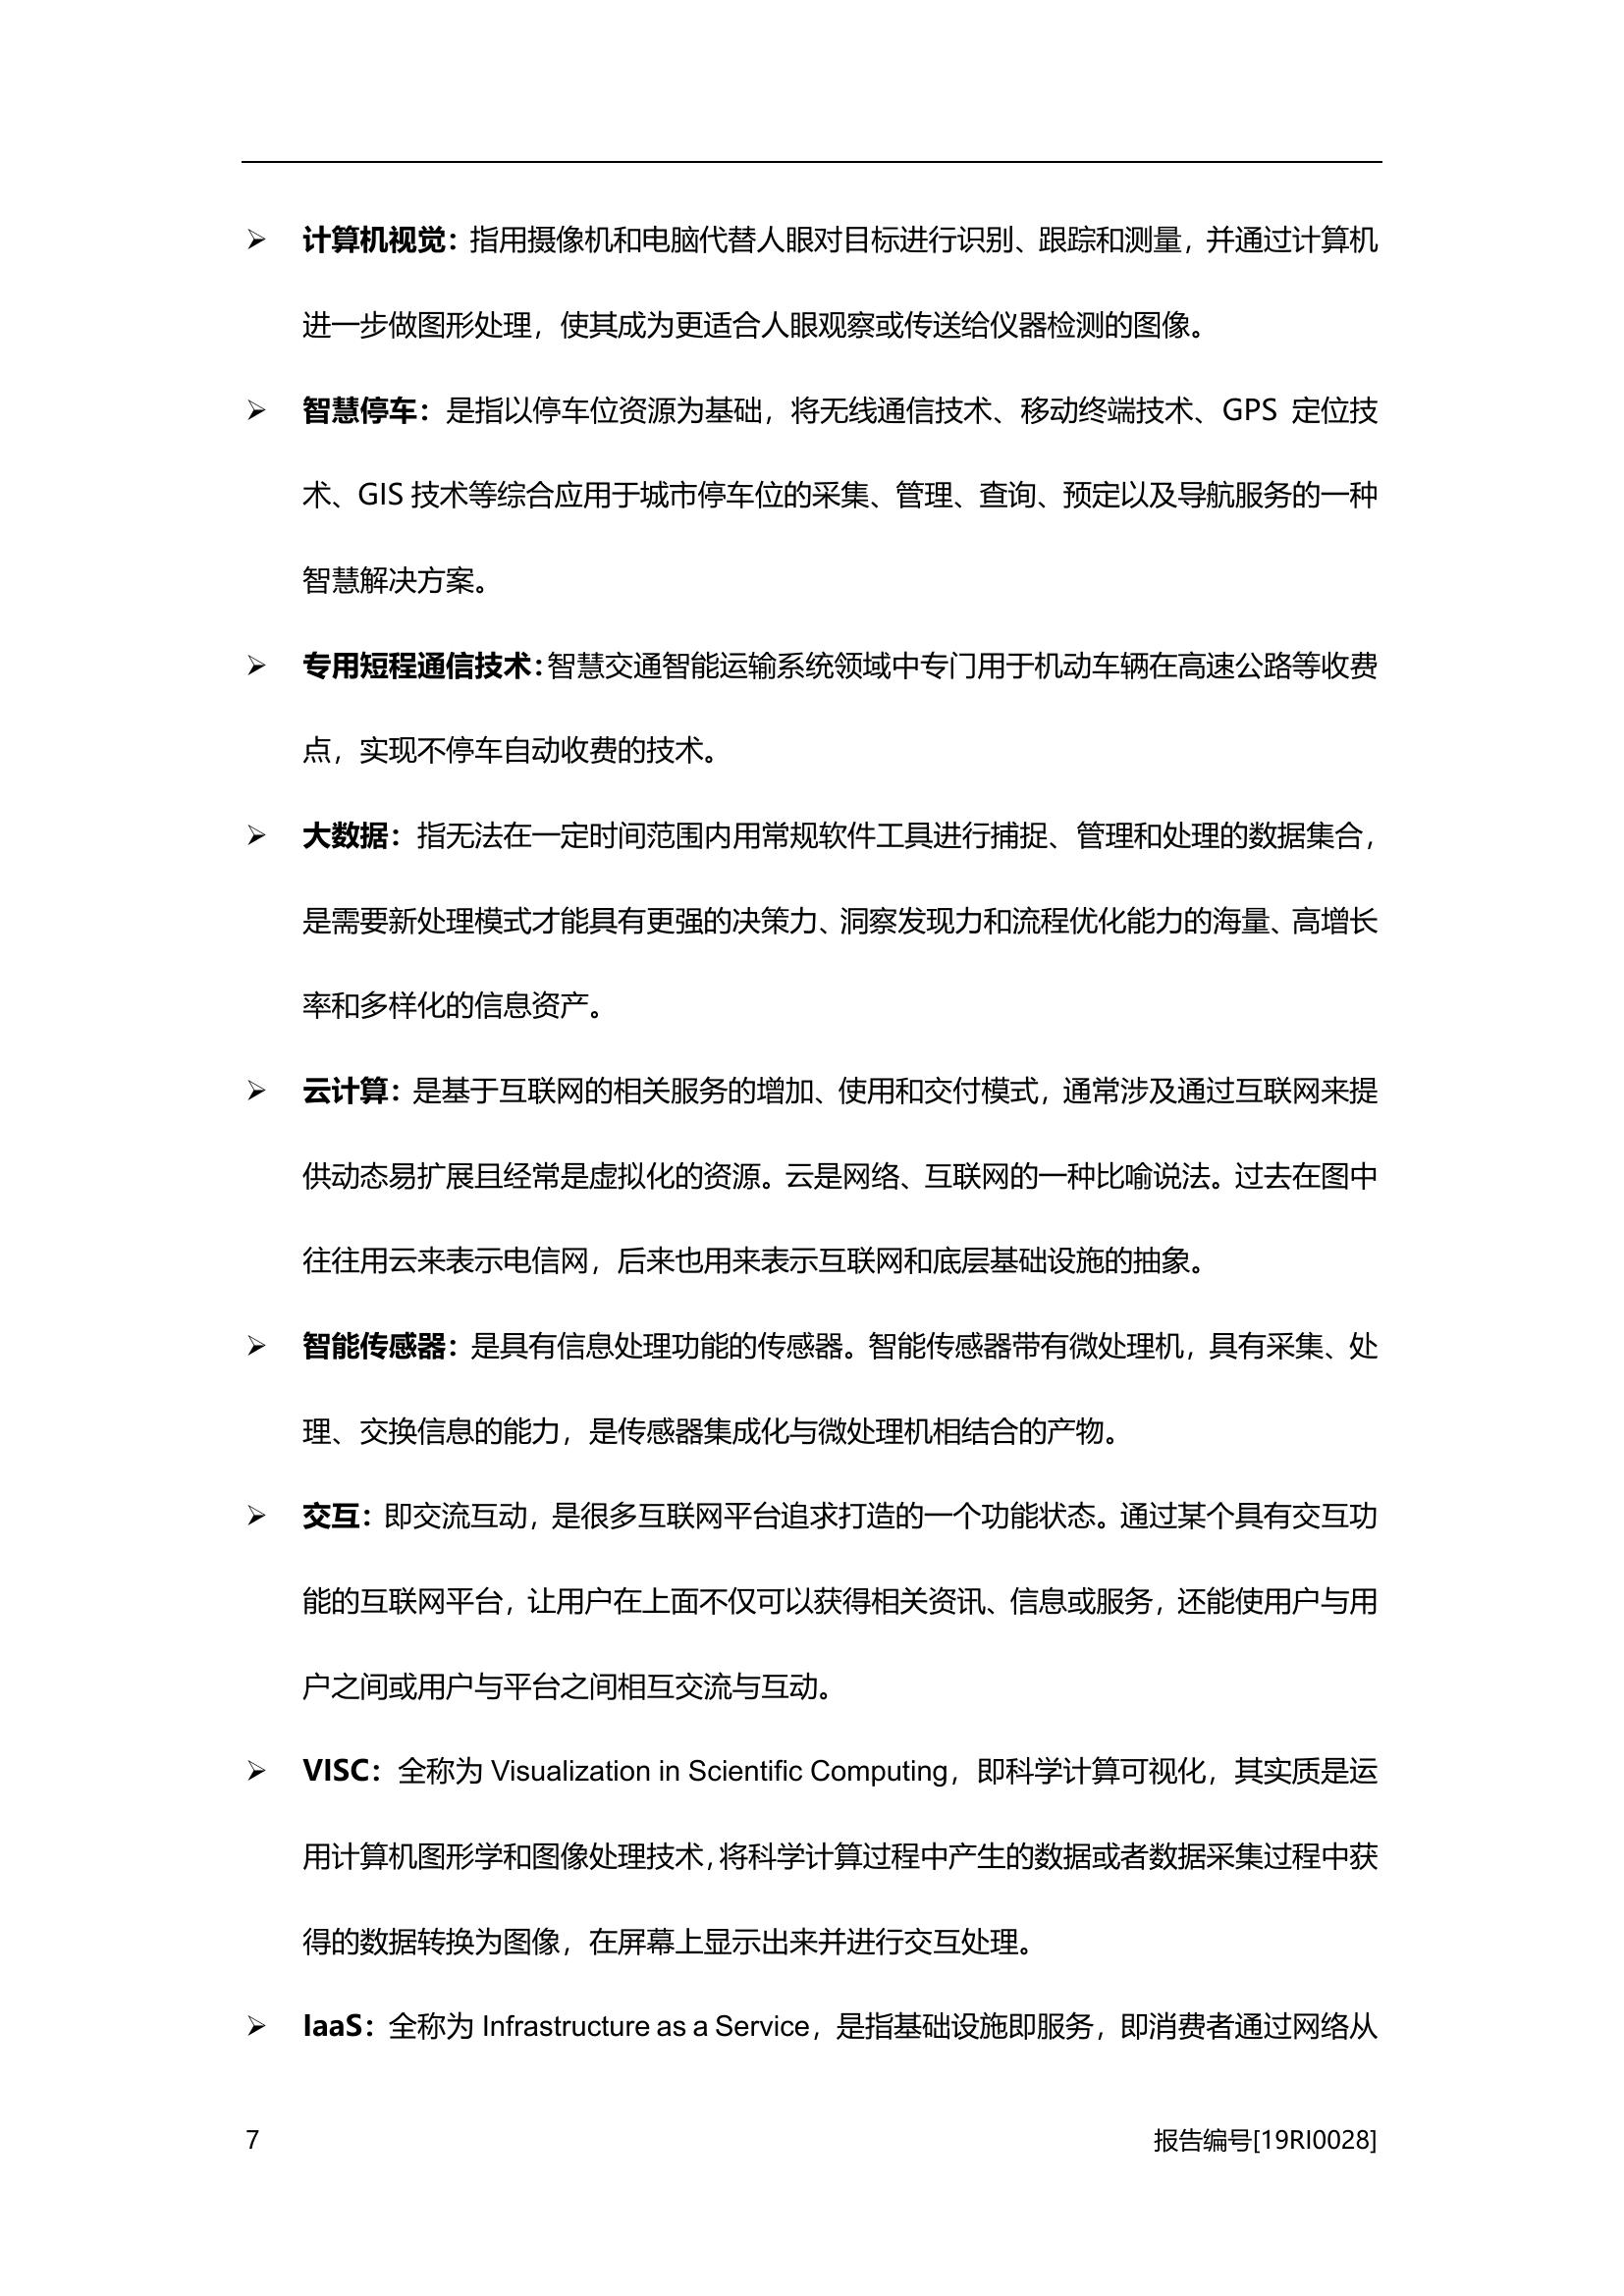 ➢ 计算机视觉：指用摄像机和电脑代替人眼对目标进行识别、跟踪和测量，并通过计算机
进一步做图形处理，使其成为更适合人眼观察或传送给仪器检测的图像。
➢ 智慧停车：是指以停车位资源为基础，将无线通信技术、移动终端技术、GPS 定位技
术、GIS 技术等综合应用于城市停车位的采集、管理、查询、预定以及导航服务的一种
智慧解决方案。
➢ 专用短程通信技术：智慧交通智能运输系统领域中专门用于机动车辆在高速公路等收费
点，实现不停车自动收费的技术。
➢ 大数据：指无法在一定时间范围内用常规软件工具进行捕捉、管理和处理的数据集合，
是需要新处理模式才能具有更强的决策力、洞察发现力和流程优化能力的海量、高增长
率和多样化的信息资产。
➢ 云计算：是基于互联网的相关服务的增加、使用和交付模式，通常涉及通过互联网来提
供动态易扩展且经常是虚拟化的资源。云是网络、互联网的一种比喻说法。过去在图中
往往用云来表示电信网，后来也用来表示互联网和底层基础设施的抽象。
➢ 智能传感器：是具有信息处理功能的传感器。智能传感器带有微处理机，具有采集、处
理、交换信息的能力，是传感器集成化与微处理机相结合的产物。
➢ 交互：即交流互动，是很多互联网平台追求打造的一个功能状态。通过某个具有交互功
能的互联网平台，让用户在上面不仅可以获得相关资讯、信息或服务，还能使用户与用
户之间或用户与平台之间相互交流与互动。
➢ VISC：全称为 Visualization in Scientific Computing，即科学计算可视化，其实质是运
用计算机图形学和图像处理技术，将科学计算过程中产生的数据或者数据采集过程中获
得的数据转换为图像，在屏幕上显示出来并进行交互处理。
➢ IaaS：全称为 Infrastructure as a Service，是指基础设施即服务，即消费者通过网络从
7 报告编号[19RI0028]